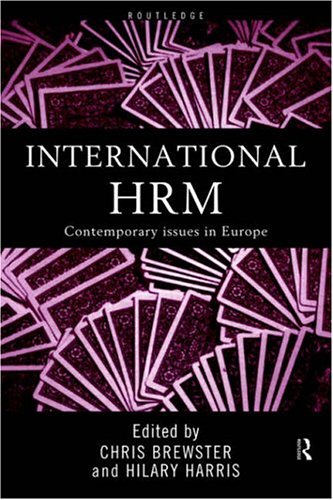 ROUTLEDGE
INTERNATIONAL
HRM
Contemporary issues in Europe
Edited by
CHRIS BREWSTER
and HILARY HARRIS